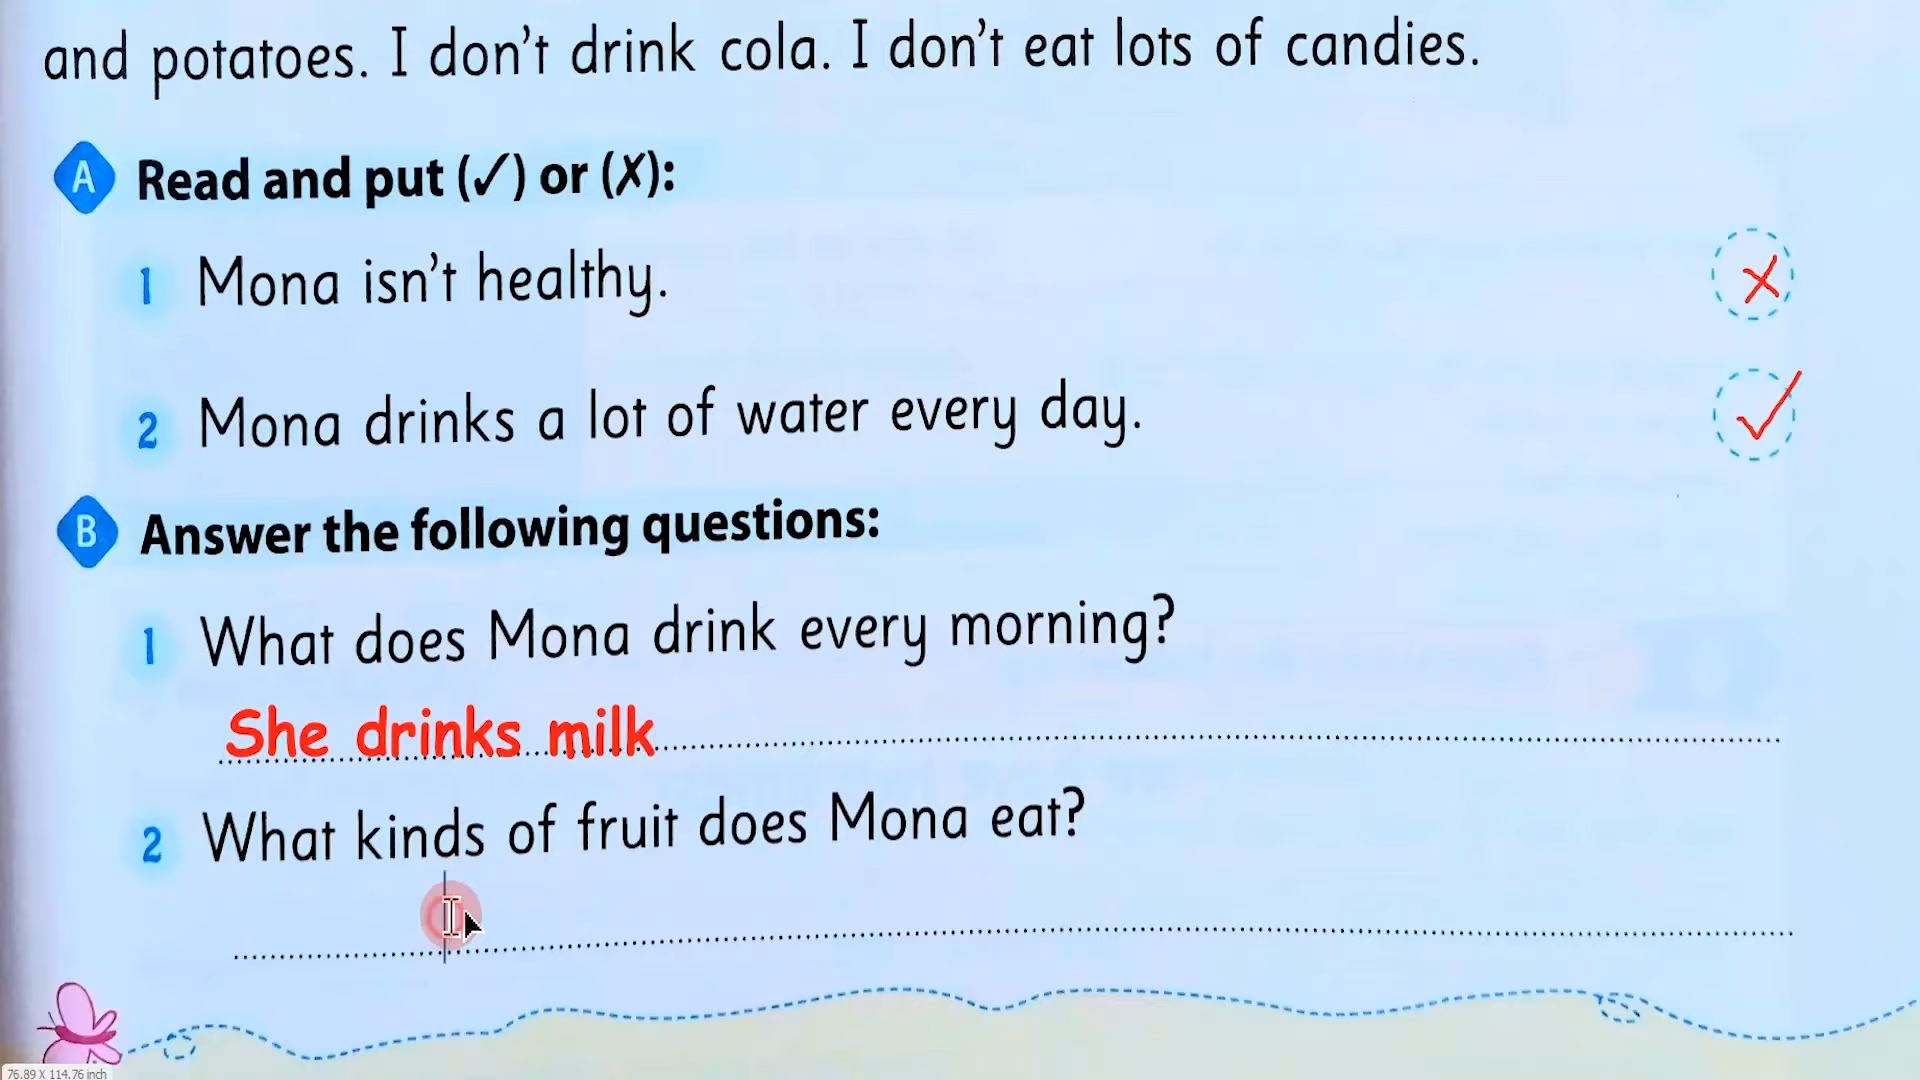 and potatoes. I don't drink cola. I don't eat lots of candies.
A Read and put (✓) or (✗):
1 Mona isn't healthy. ✗
2 Mona drinks a lot of water every day. ✓
B Answer the following questions:
1 What does Mona drink every morning?
She drinks milk
2 What kinds of fruit does Mona eat?
76.89 X 114.76 inch